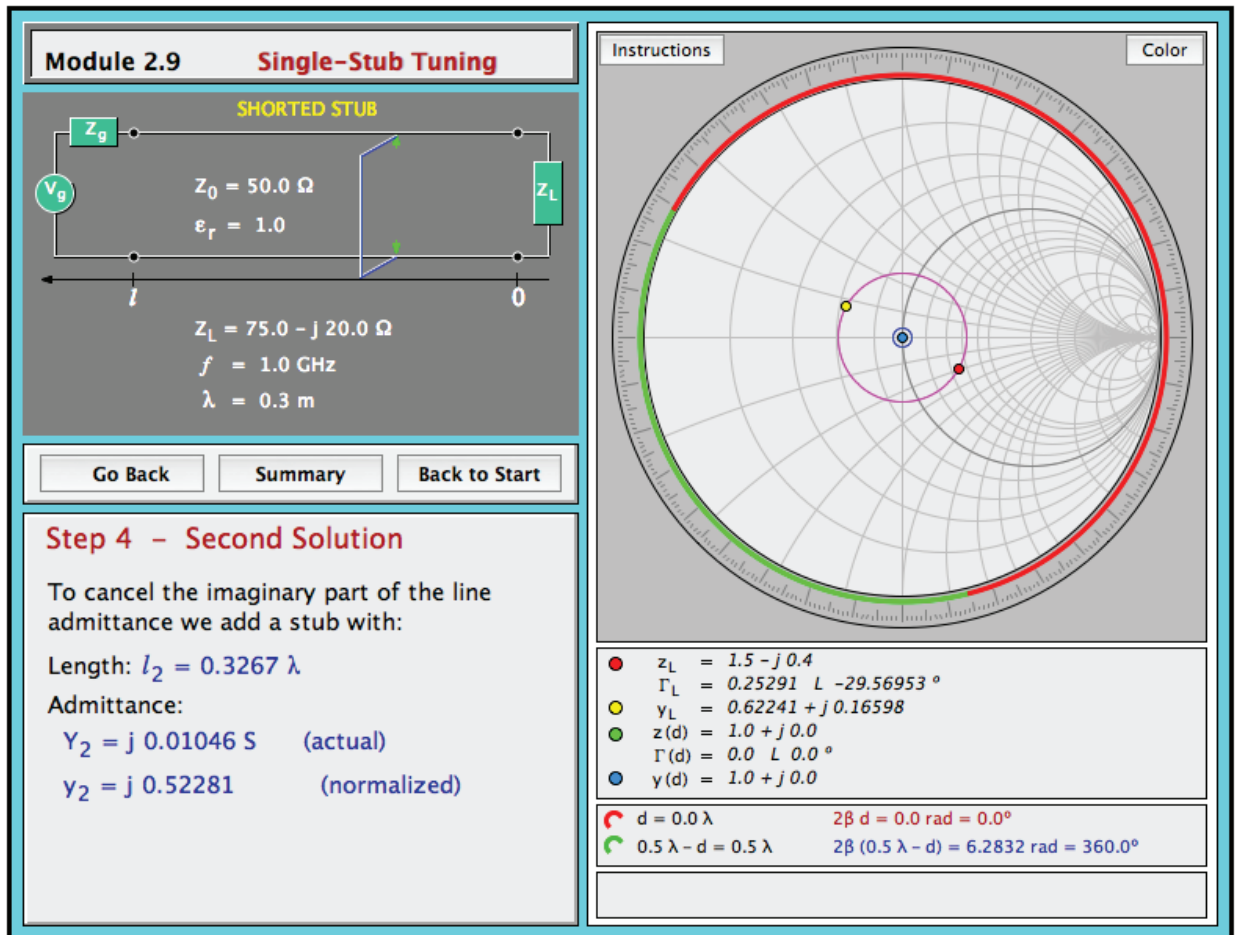 Module 2.9 Single-Stub Tuning
SHORTED STUB
Zg
Vg
Z0 = 50.0 Ω
εr = 1.0
ZL
l 0
ZL = 75.0 - j 20.0 Ω
f = 1.0 GHz
λ = 0.3 m
Go Back Summary Back to Start
Step 4 - Second Solution
To cancel the imaginary part of the line
admittance we add a stub with:
Length: l2 = 0.3267 λ
Admittance:
Y2 = j 0.01046 S (actual)
y2 = j 0.52281 (normalized)
Instructions Color
zL = 1.5 - j 0.4
ΓL = 0.25291 L -29.56953 º
yL = 0.62241 + j 0.16598
z(d) = 1.0 + j 0.0
Γ(d) = 0.0 L 0.0 º
y(d) = 1.0 + j 0.0
d = 0.0 λ 2β d = 0.0 rad = 0.0º
0.5 λ - d = 0.5 λ 2β (0.5 λ - d) = 6.2832 rad = 360.0º